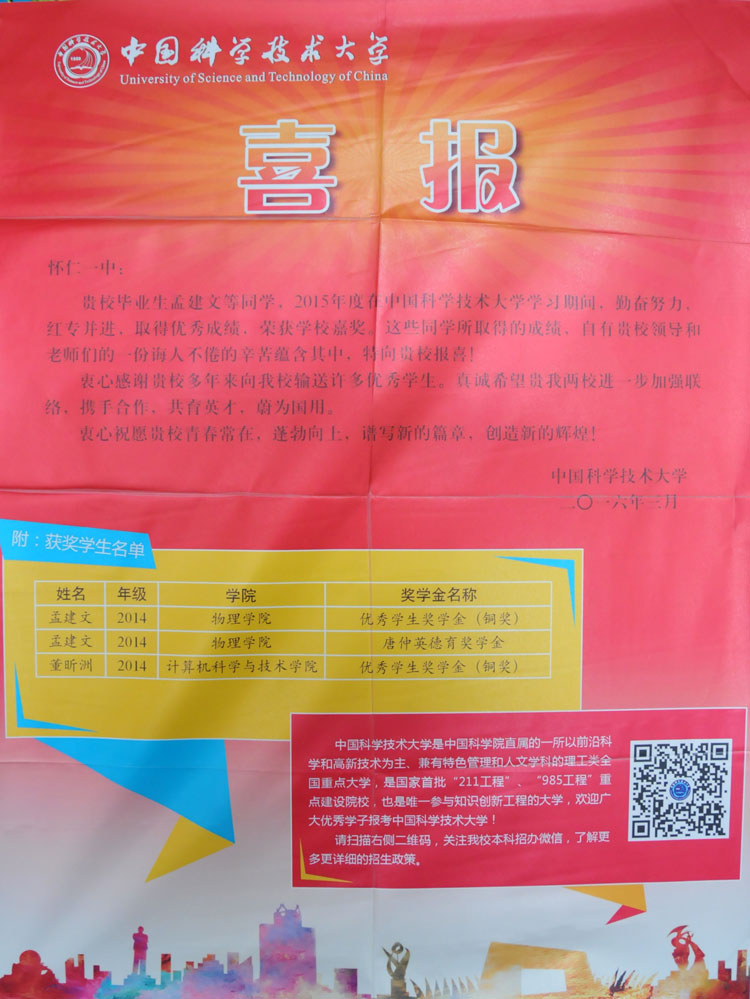 中国科学技术大学
University of Science and Technology of China
喜报
怀仁一中：
贵校毕业生孟建文等同学，2015年度在中国科学技术大学学习期间，勤奋努力、
红专并进，取得优秀成绩，荣获学校嘉奖。这些同学所取得的成绩，自有贵校领导和
老师们的一份诲人不倦的辛苦蕴含其中，特向贵校报喜！
衷心感谢贵校多年来向我校输送许多优秀学生。真诚希望贵我两校进一步加强联
络，携手合作，共育英才，蔚为国用。
衷心祝愿贵校青春常在，蓬勃向上，谱写新的篇章，创造新的辉煌！
中国科学技术大学
二〇一六年三月
附：获奖学生名单
姓名 年级 学院 奖学金名称
孟建文 2014 物理学院 优秀学生奖学金（铜奖）
孟建文 2014 物理学院 唐仲英德育奖学金
董昕洲 2014 计算机科学与技术学院 优秀学生奖学金（铜奖）
中国科学技术大学是中国科学院直属的一所以前沿科
学和高新技术为主、兼有特色管理和人文学科的理工类全
国重点大学，是国家首批“211工程”、“985工程”重
点建设院校，也是唯一参与知识创新工程的大学，欢迎广
大优秀学子报考中国科学技术大学！
请扫描右侧二维码，关注我校本科招办微信，了解更
多更详细的招生政策。